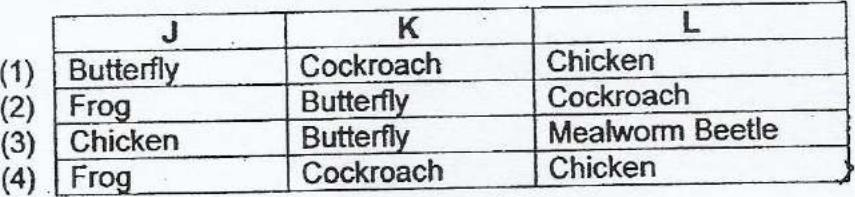 J K L
(1) Butterfly Cockroach Chicken
(2) Frog Butterfly Cockroach
(3) Chicken Butterfly Mealworm Beetle
(4) Frog Cockroach Chicken